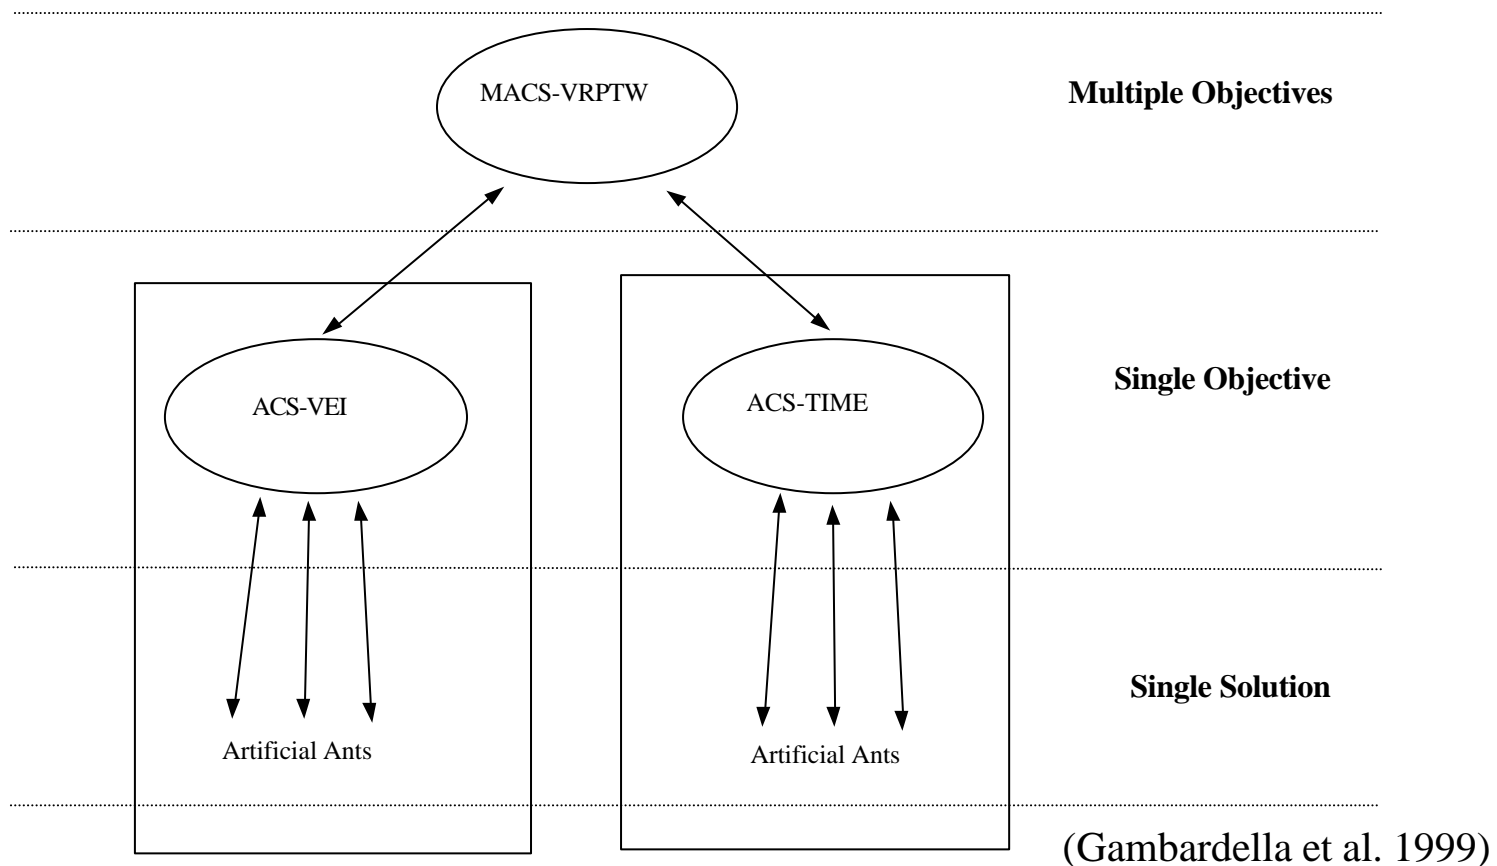 MACS-VRPTW
Multiple Objectives
ACS-VEI
ACS-TIME
Single Objective
Single Solution
Artificial Ants
Artificial Ants
(Gambardella et al. 1999)